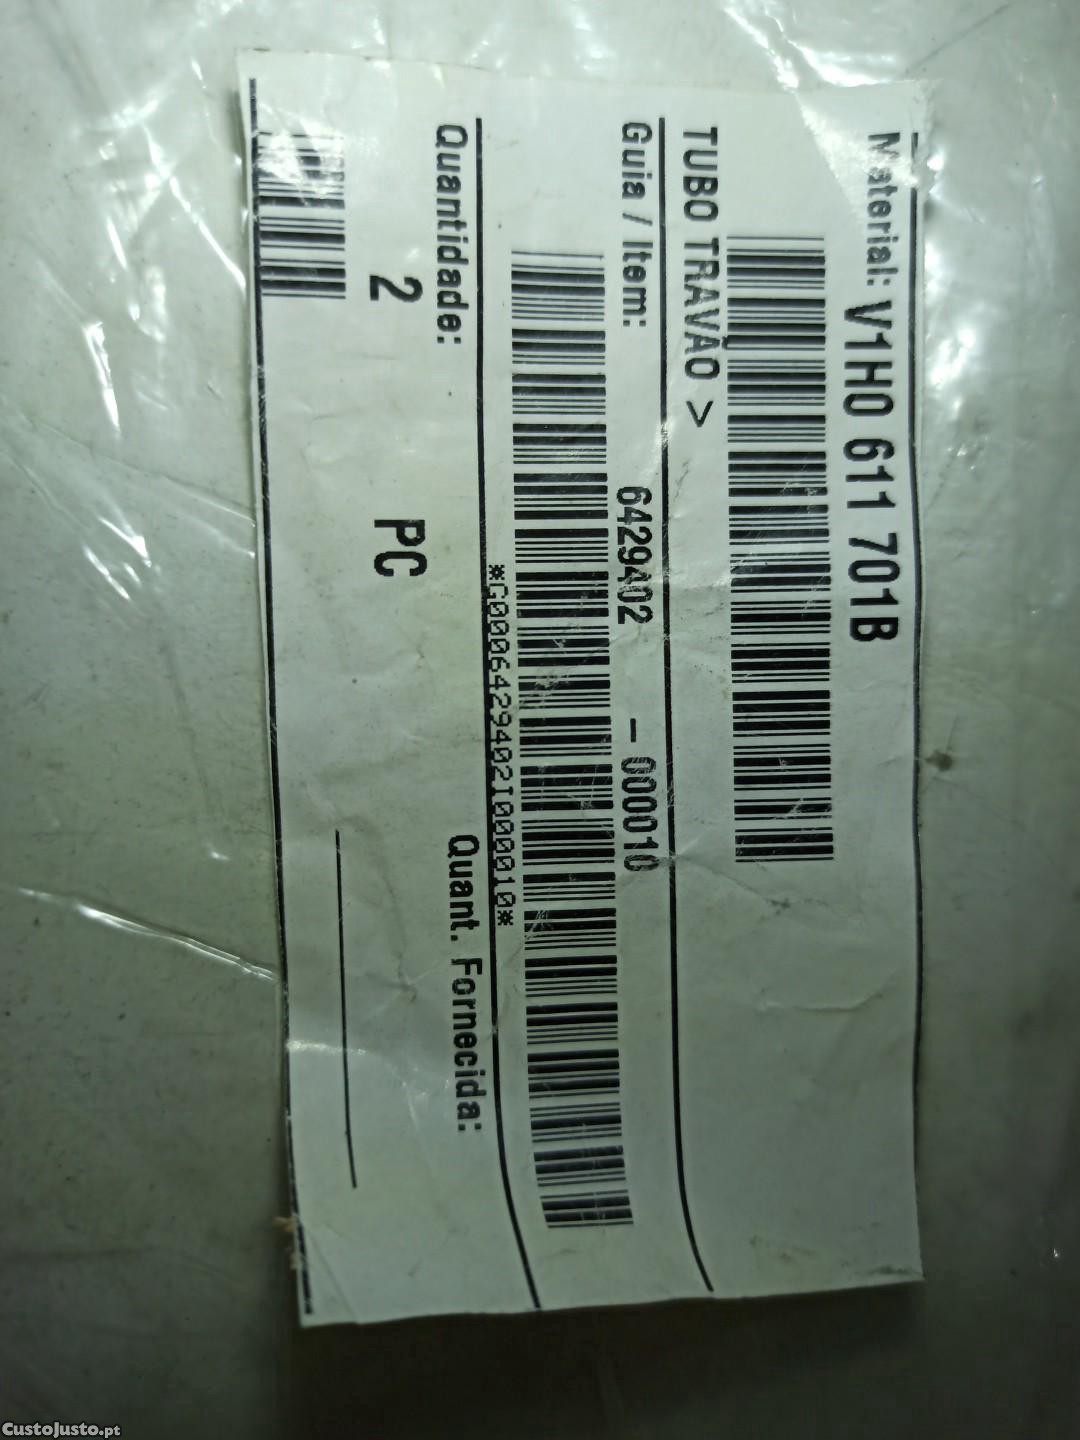 Material: V1H0 611 701B
TUBO TRAVÃO >
Guia / Item: 6429402 - 000010
*G0006429402I000010*
Quantidade: Quant. Fornecida:
2 PC
CustoJusto.pt